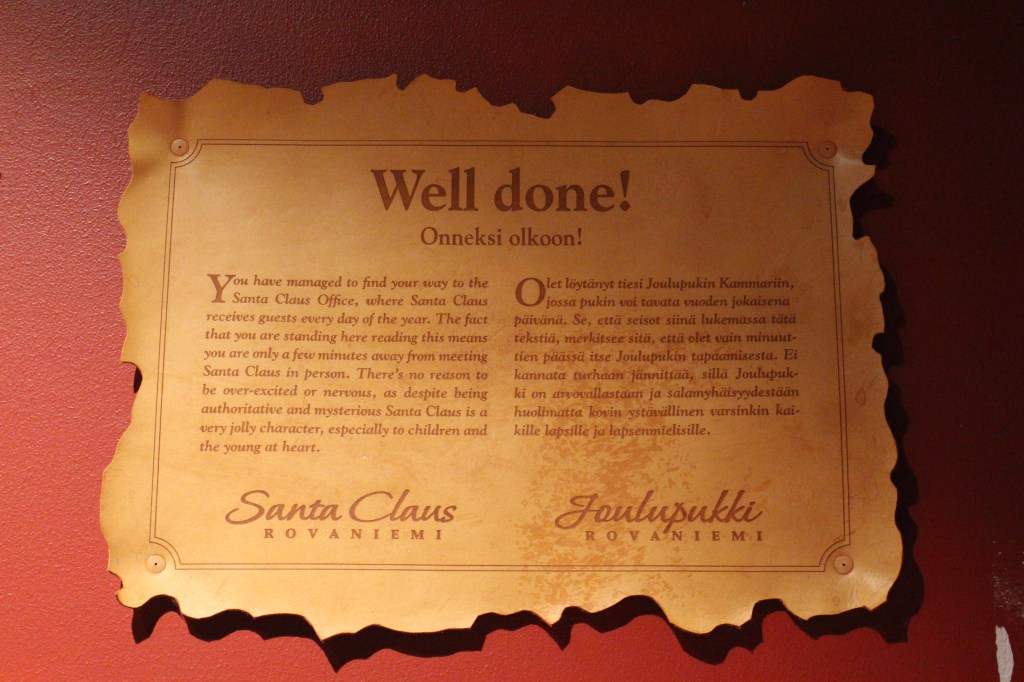 Well done!
Onneksi olkoon!
You have managed to find your way to the
Santa Claus Office, where Santa Claus
receives guests every day of the year. The fact
that you are standing here reading this means
you are only a few minutes away from meeting
Santa Claus in person. There's no reason to
be over-excited or nervous, as despite being
authoritative and mysterious Santa Claus is a
very jolly character, especially to children and
the young at heart.
Santa Claus
ROVANIEMI
Olet löytänyt tiesi Joulupukin Kammariin,
jossa pukin voi tavata vuoden jokaisena
päivänä. Se, että seisot siinä lukemassa tätä
tekstiä, merkitsee sitä, että olet vain minuut-
tien päässä itse Joulupukin tapaamisesta. Ei
kannata turhaan jännittää, sillä Joulupuk-
ki on arvovallastaan ja salamyhäisyydestään
huolimatta kovin ystävällinen varsinkin kai-
kille lapsille ja lapsenmielisille.
Joulupukki
ROVANIEMI